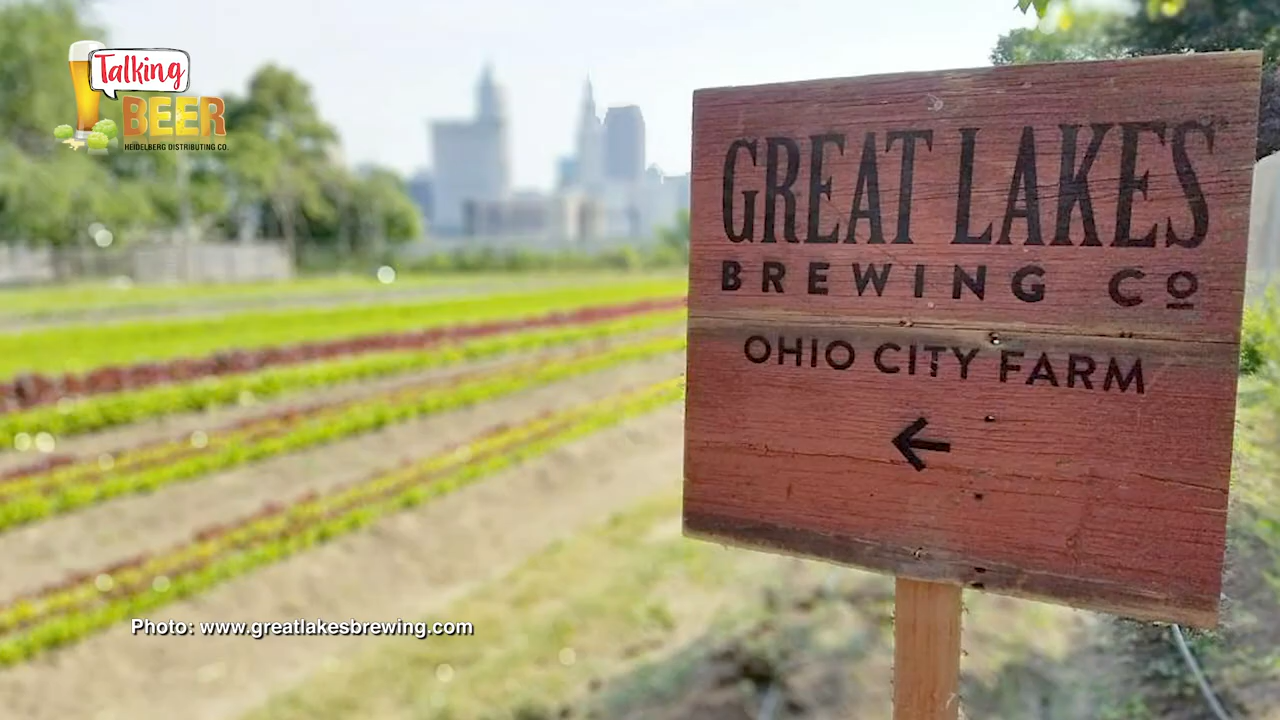 Talking
BEER
HEIDELBERG DISTRIBUTING CO.
GREAT LAKES
BREWING CO
OHIO CITY FARM
Photo: www.greatlakesbrewing.com